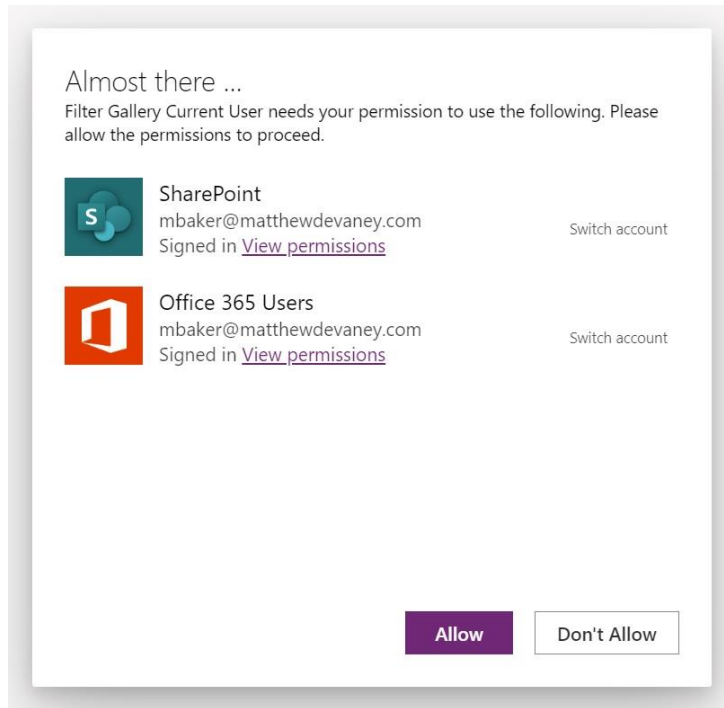 Almost there ...
Filter Gallery Current User needs your permission to use the following. Please
allow the permissions to proceed.
S
SharePoint
mbaker@matthewdevaney.com
Signed in View permissions
Switch account
Office 365 Users
mbaker@matthewdevaney.com
Signed in View permissions
Switch account
Allow
Don't Allow